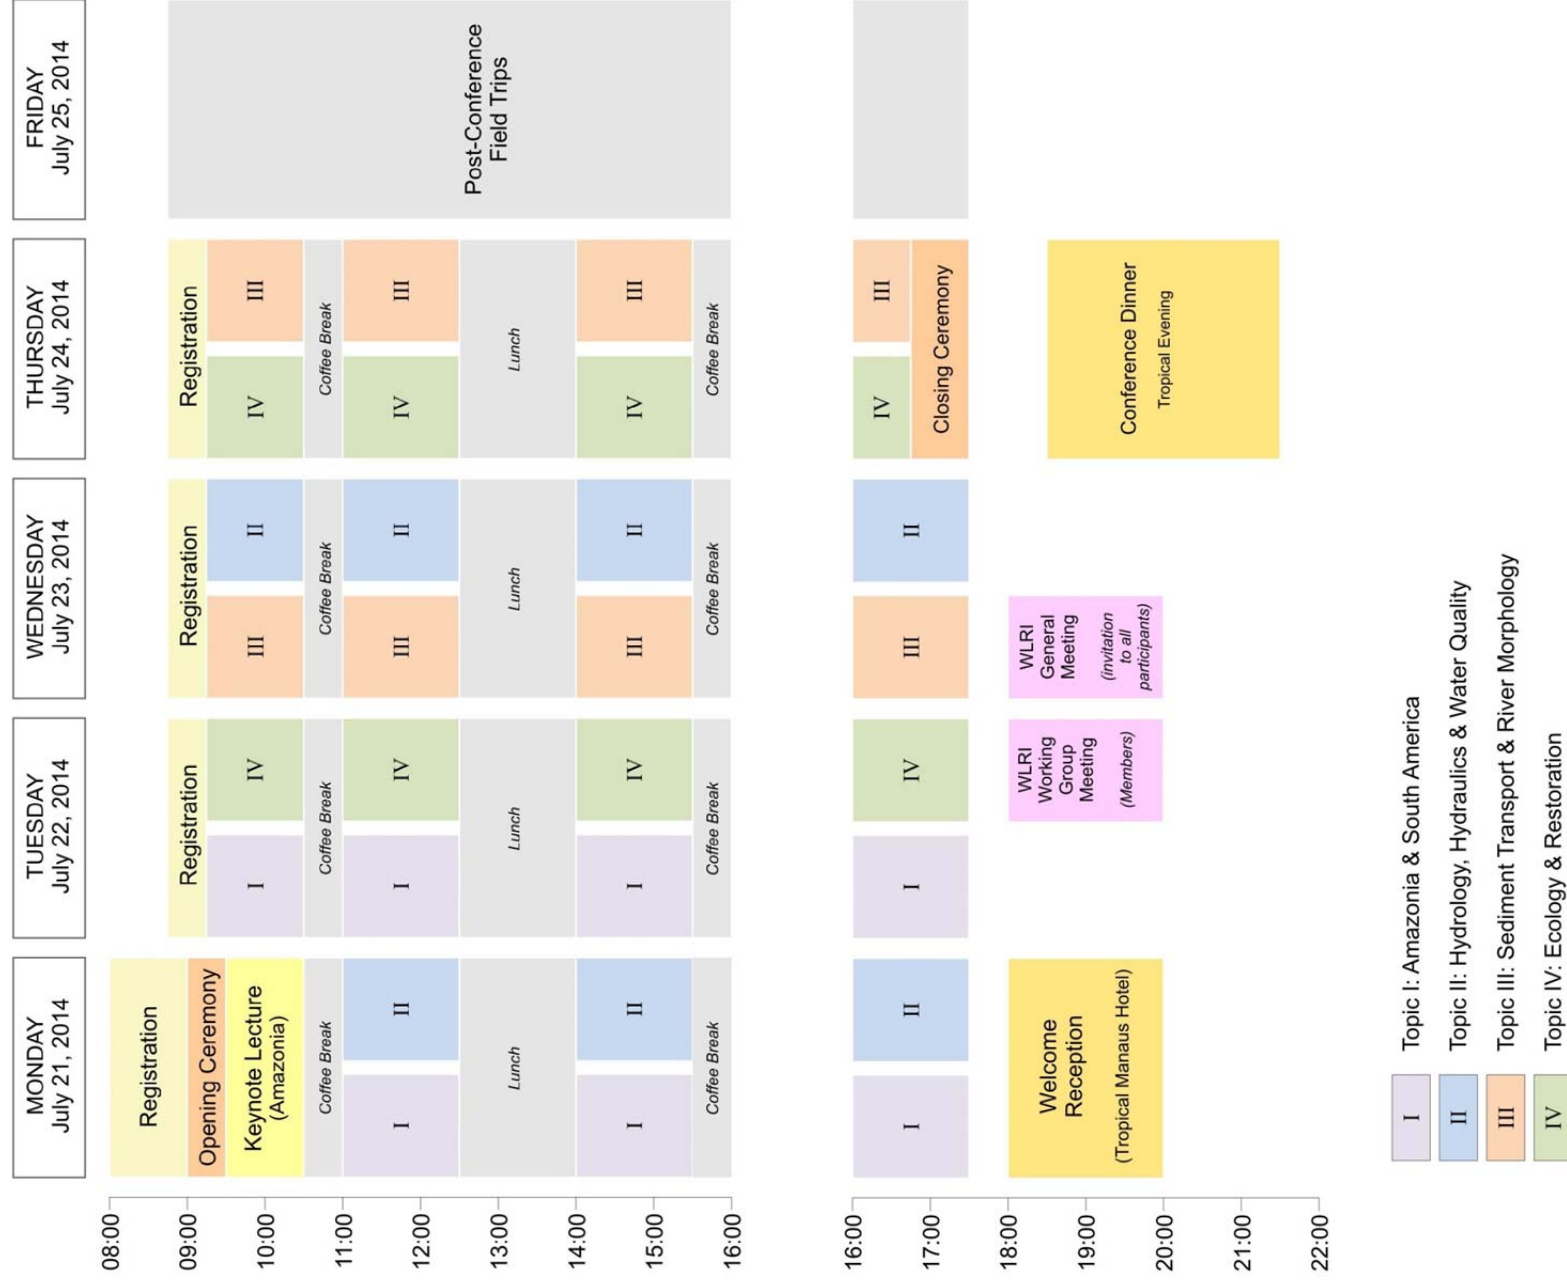 MONDAY
July 21, 2014
TUESDAY
July 22, 2014
WEDNESDAY
July 23, 2014
THURSDAY
July 24, 2014
FRIDAY
July 25, 2014
08:00
09:00
10:00
11:00
12:00
13:00
14:00
15:00
16:00
Registration
Opening Ceremony
Keynote Lecture
(Amazonia)
Coffee Break
I
II
Lunch
I
II
Coffee Break
Registration
I
IV
Coffee Break
I
IV
Lunch
I
IV
Coffee Break
Registration
III
II
Coffee Break
III
II
Lunch
III
II
Coffee Break
Registration
IV
III
Coffee Break
IV
III
Lunch
IV
III
Coffee Break
Post-Conference
Field Trips
16:00
17:00
18:00
19:00
20:00
21:00
22:00
I
II
Welcome
Reception
(Tropical Manaus Hotel)
I
IV
WLRI
Working
Group
Meeting
(Members)
III
II
WLRI
General
Meeting
(invitation
to all
participants)
IV
III
Closing Ceremony
Conference Dinner
Tropical Evening
I
Topic I: Amazonia & South America
II
Topic II: Hydrology, Hydraulics & Water Quality
III
Topic III: Sediment Transport & River Morphology
IV
Topic IV: Ecology & Restoration